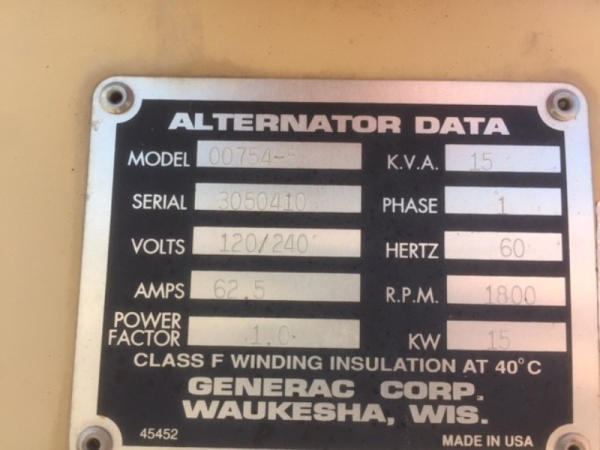 ALTERNATOR DATA
MODEL 00754-5 K.V.A. 15
SERIAL 3050410 PHASE 1
VOLTS 120/240 HERTZ 60
AMPS 62.5 R.P.M. 1800
POWER
FACTOR 1.0 KW 15
CLASS F WINDING INSULATION AT 40°C
GENERAC CORP.
WAUKESHA, WIS.
45452 MADE IN USA